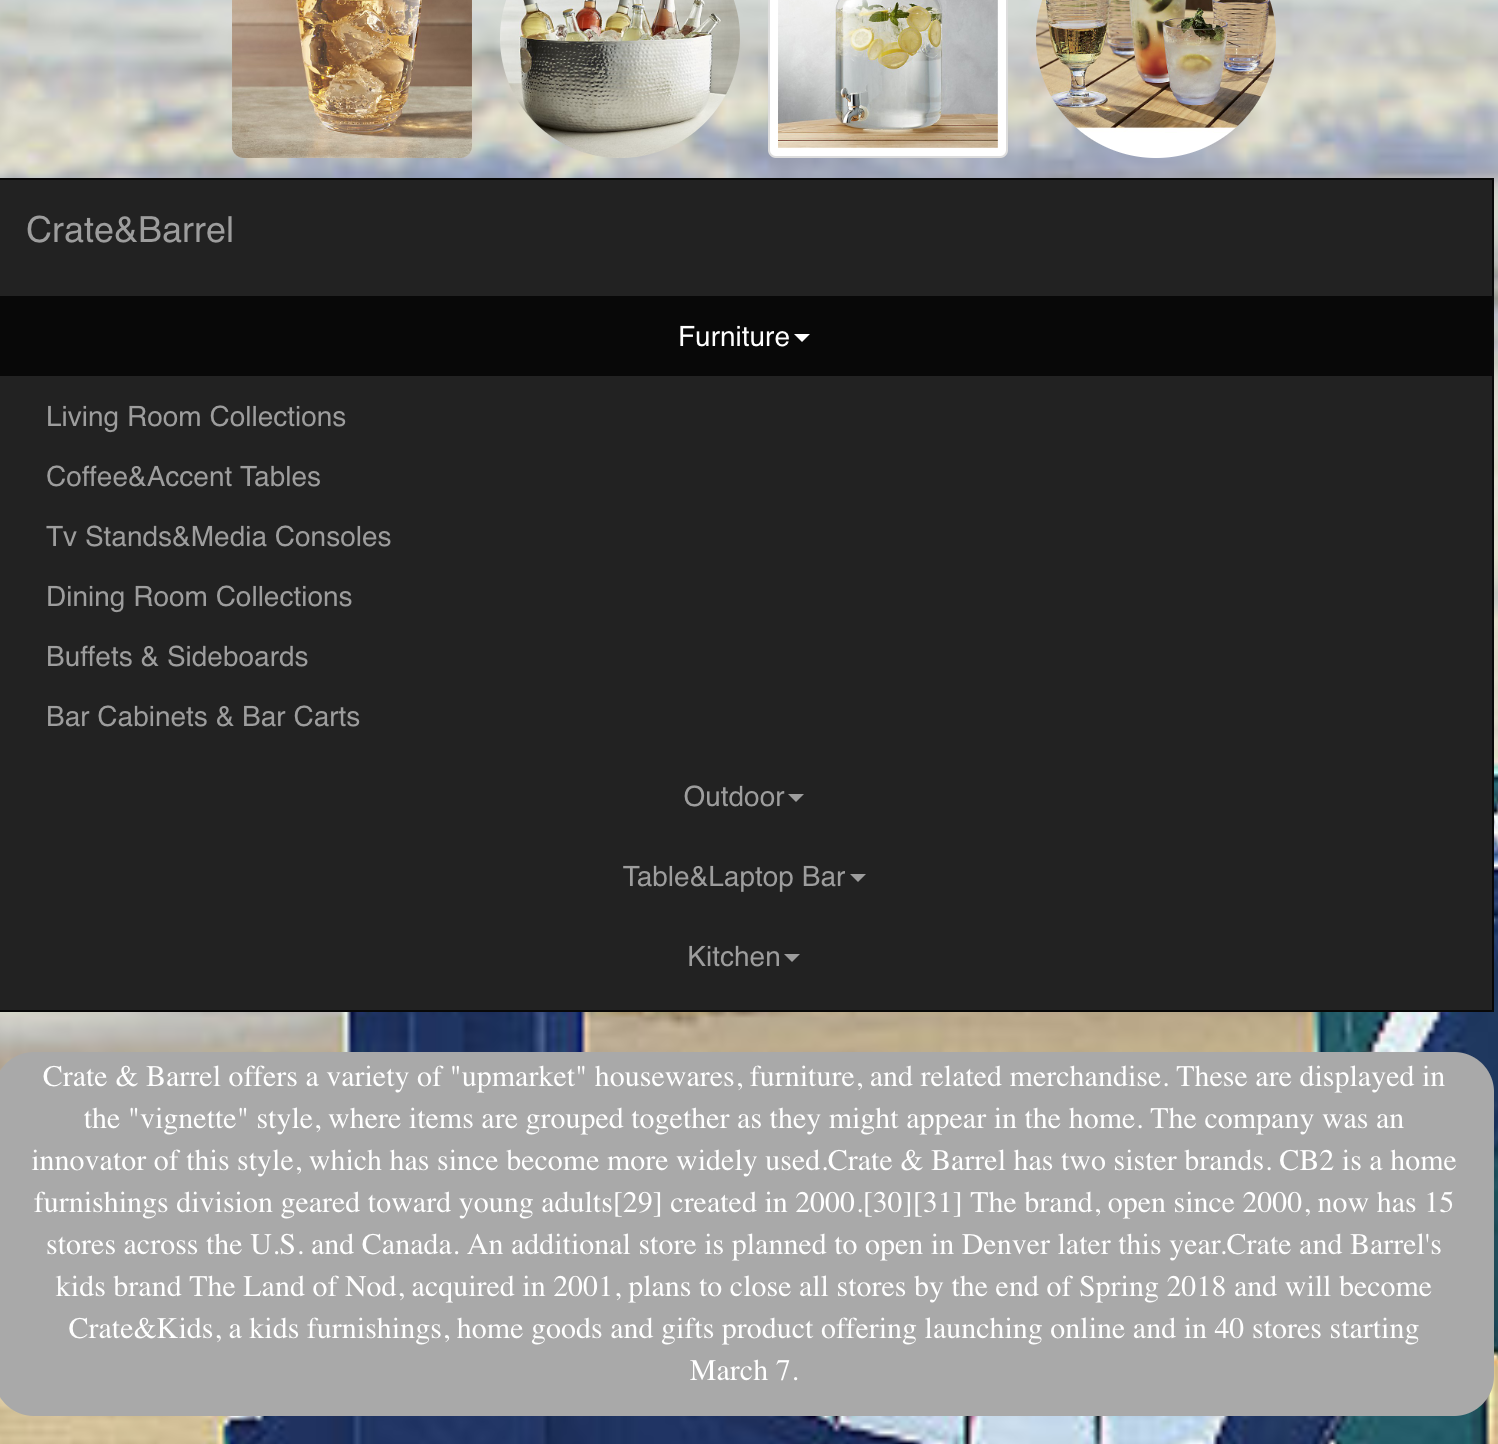 Crate&Barrel
Furniture
Living Room Collections
Coffee&Accent Tables
Tv Stands&Media Consoles
Dining Room Collections
Buffets & Sideboards
Bar Cabinets & Bar Carts
Outdoor
Table&Laptop Bar
Kitchen
Crate & Barrel offers a variety of "upmarket" housewares, furniture, and related merchandise. These are displayed in
the "vignette" style, where items are grouped together as they might appear in the home. The company was an
innovator of this style, which has since become more widely used.Crate & Barrel has two sister brands. CB2 is a home
furnishings division geared toward young adults[29] created in 2000.[30][31] The brand, open since 2000, now has 15
stores across the U.S. and Canada. An additional store is planned to open in Denver later this year.Crate and Barrel's
kids brand The Land of Nod, acquired in 2001, plans to close all stores by the end of Spring 2018 and will become
Crate&Kids, a kids furnishings, home goods and gifts product offering launching online and in 40 stores starting
March 7.